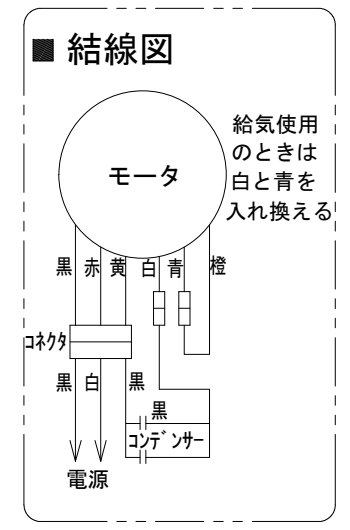 ■ 結線図
モータ
給気使用
のときは
白と青を
入れ換える
黒 赤 黄 白 青 橙
コネクタ
黒 白 黒
黒
コンデンサー
電源